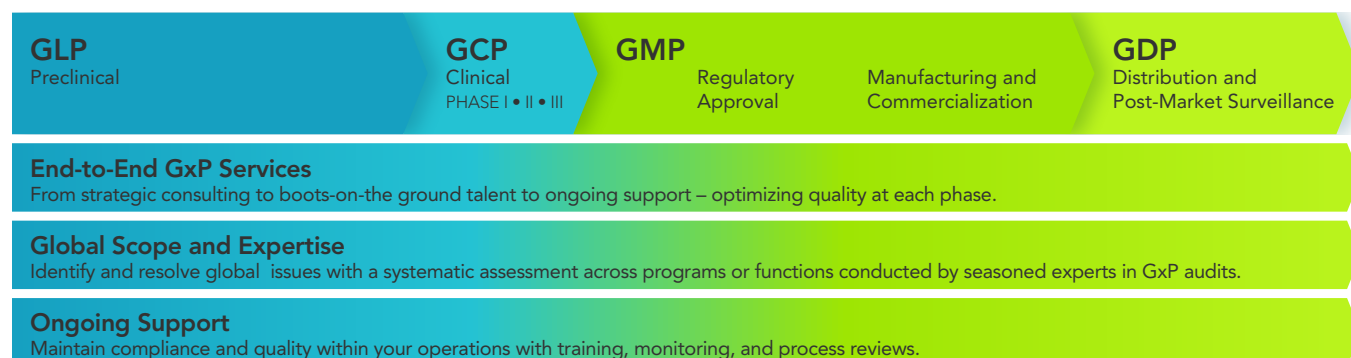 GLP
Preclinical
GCP
Clinical
PHASE I • II • III
GMP
Regulatory
Approval
Manufacturing and
Commercialization
GDP
Distribution and
Post-Market Surveillance
End-to-End GxP Services
From strategic consulting to boots-on-the ground talent to ongoing support – optimizing quality at each phase.
Global Scope and Expertise
Identify and resolve global  issues with a systematic assessment across programs or functions conducted by seasoned experts in GxP audits.
Ongoing Support
Maintain compliance and quality within your operations with training, monitoring, and process reviews.